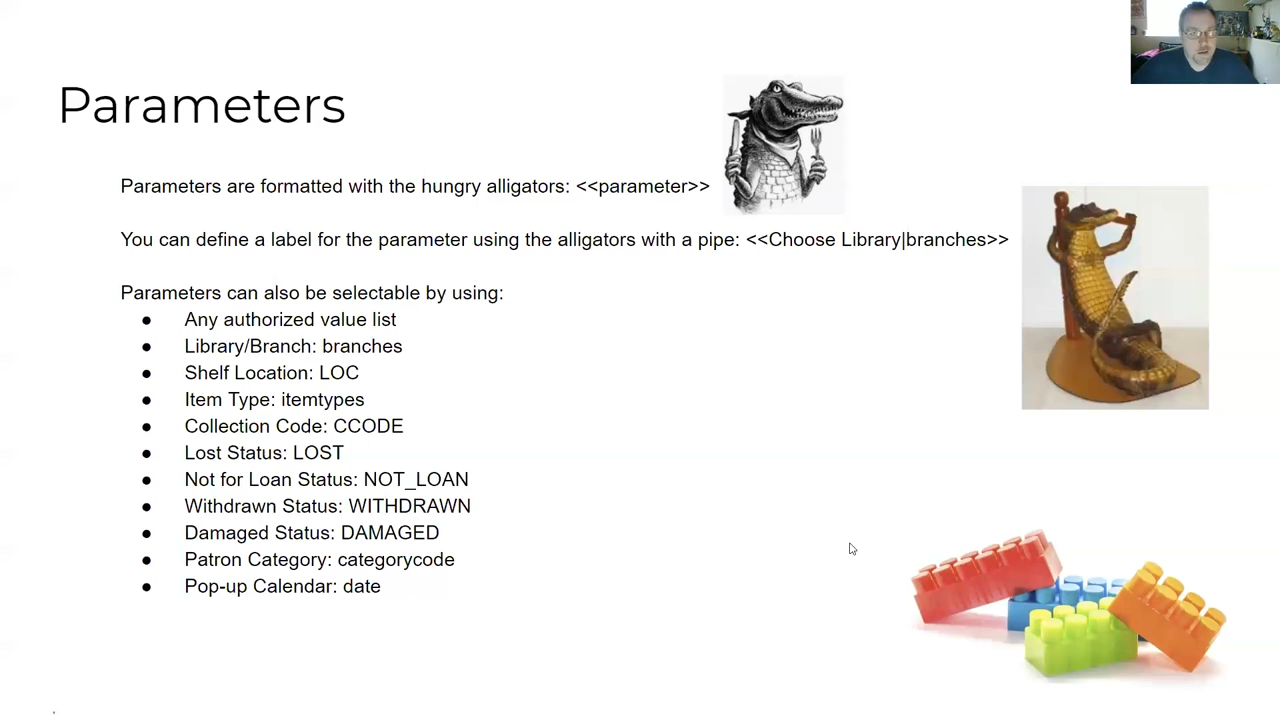 Parameters
Parameters are formatted with the hungry alligators: <<parameter>>
You can define a label for the parameter using the alligators with a pipe: <<Choose Library|branches>>
Parameters can also be selectable by using:
● Any authorized value list
● Library/Branch: branches
● Shelf Location: LOC
● Item Type: itemtypes
● Collection Code: CCODE
● Lost Status: LOST
● Not for Loan Status: NOT_LOAN
● Withdrawn Status: WITHDRAWN
● Damaged Status: DAMAGED
● Patron Category: categorycode
● Pop-up Calendar: date